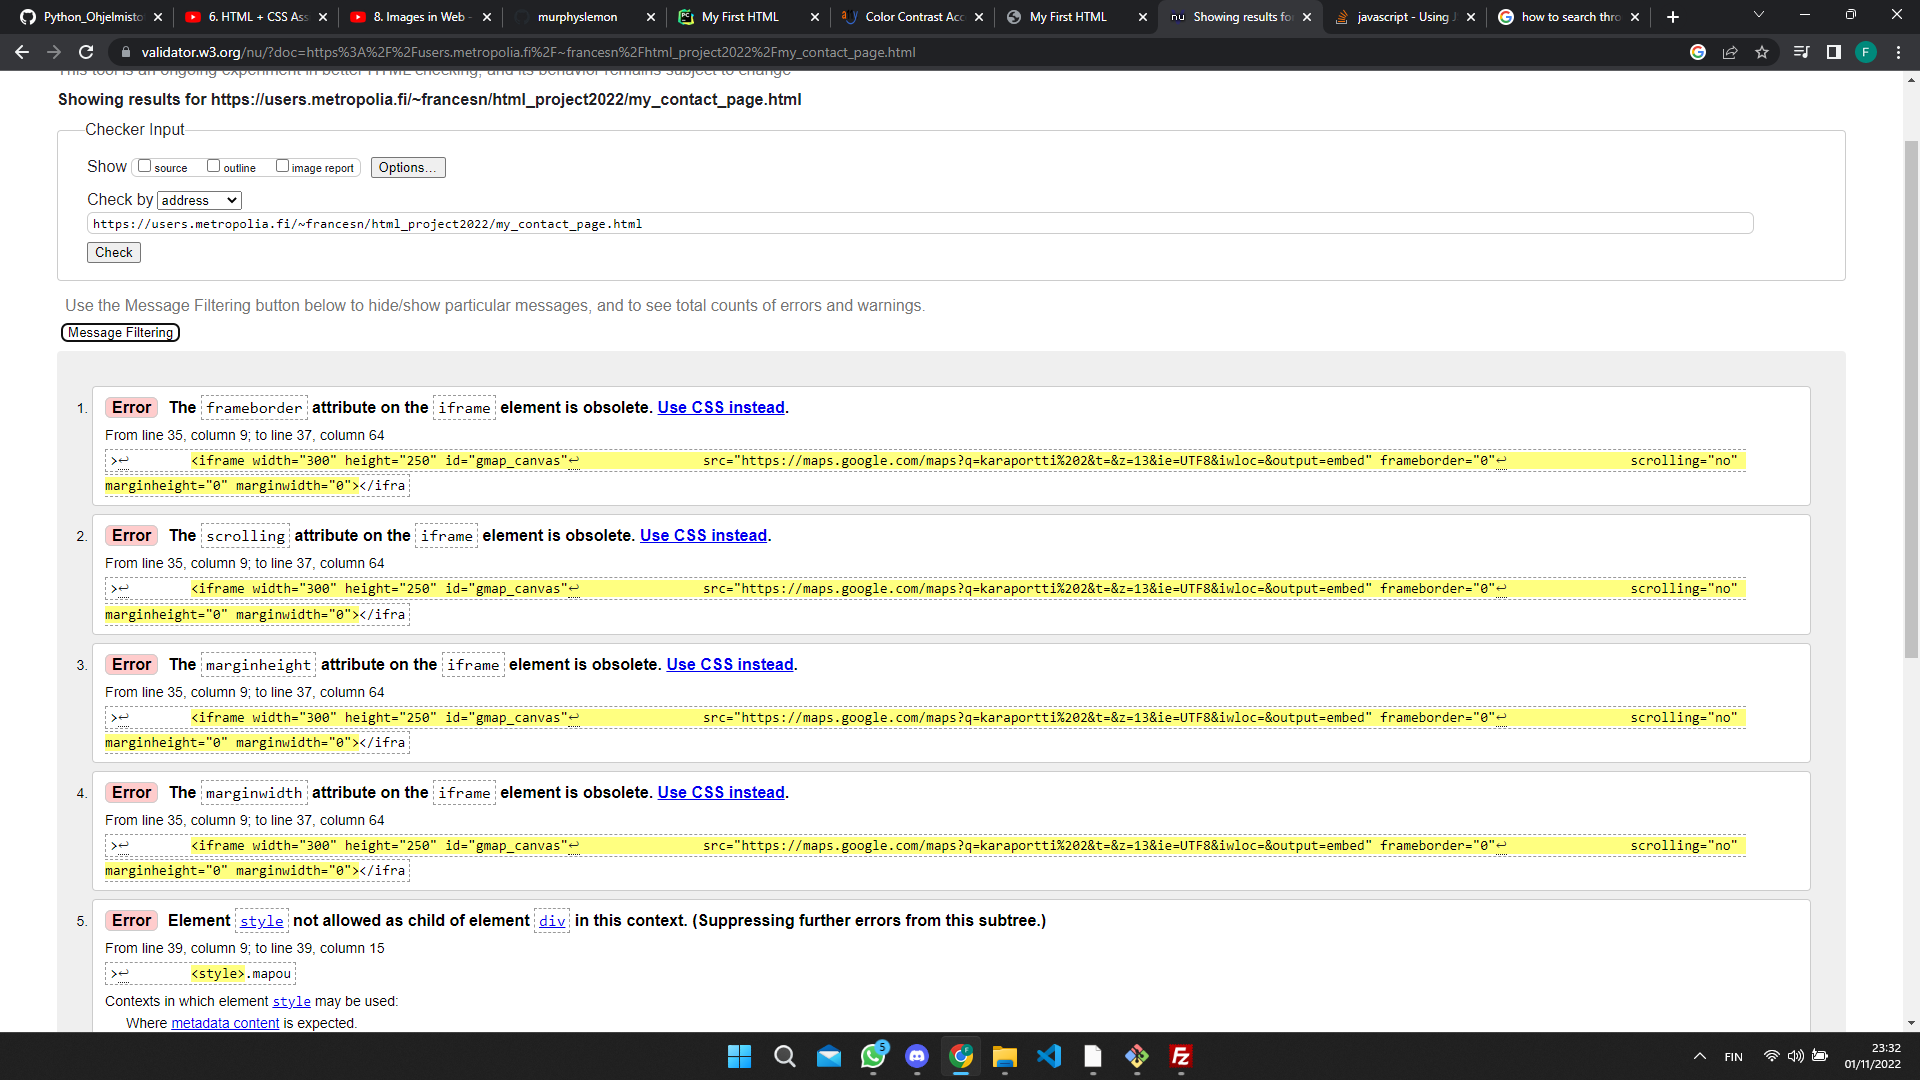 Python_Ohjelmisto
6. HTML + CSS Ass
8. Images in Web -
murphyslemon
My First HTML
Color Contrast Acc
My First HTML
Showing results fo
javascript - Using J
how to search thro
validator.w3.org/nu/?doc=https%3A%2F%2Fusers.metropolia.fi%2F~francesn%2Fhtml_project2022%2Fmy_contact_page.html
F
This tool is an ongoing experiment in better HTML checking, and its behavior remains subject to change
Showing results for https://users.metropolia.fi/~francesn/html_project2022/my_contact_page.html
Checker Input
Show source outline image report Options...
Check by address
https://users.metropolia.fi/~francesn/html_project2022/my_contact_page.html
Check
Use the Message Filtering button below to hide/show particular messages, and to see total counts of errors and warnings.
Message Filtering
1. Error The frameborder attribute on the iframe element is obsolete. Use CSS instead.
From line 35, column 9; to line 37, column 64
>↩ <iframe width="300" height="250" id="gmap_canvas"↩ src="https://maps.google.com/maps?q=karaportti%202&t=&z=13&ie=UTF8&iwloc=&output=embed" frameborder="0"↩ scrolling="no"
marginheight="0" marginwidth="0"></ifra
2. Error The scrolling attribute on the iframe element is obsolete. Use CSS instead.
From line 35, column 9; to line 37, column 64
>↩ <iframe width="300" height="250" id="gmap_canvas"↩ src="https://maps.google.com/maps?q=karaportti%202&t=&z=13&ie=UTF8&iwloc=&output=embed" frameborder="0"↩ scrolling="no"
marginheight="0" marginwidth="0"></ifra
3. Error The marginheight attribute on the iframe element is obsolete. Use CSS instead.
From line 35, column 9; to line 37, column 64
>↩ <iframe width="300" height="250" id="gmap_canvas"↩ src="https://maps.google.com/maps?q=karaportti%202&t=&z=13&ie=UTF8&iwloc=&output=embed" frameborder="0"↩ scrolling="no"
marginheight="0" marginwidth="0"></ifra
4. Error The marginwidth attribute on the iframe element is obsolete. Use CSS instead.
From line 35, column 9; to line 37, column 64
>↩ <iframe width="300" height="250" id="gmap_canvas"↩ src="https://maps.google.com/maps?q=karaportti%202&t=&z=13&ie=UTF8&iwloc=&output=embed" frameborder="0"↩ scrolling="no"
marginheight="0" marginwidth="0"></ifra
5. Error Element style not allowed as child of element div in this context. (Suppressing further errors from this subtree.)
From line 39, column 9; to line 39, column 15
>↩ <style>.mapou
Contexts in which element style may be used:
Where metadata content is expected.
5
FIN
23:32
01/11/2022